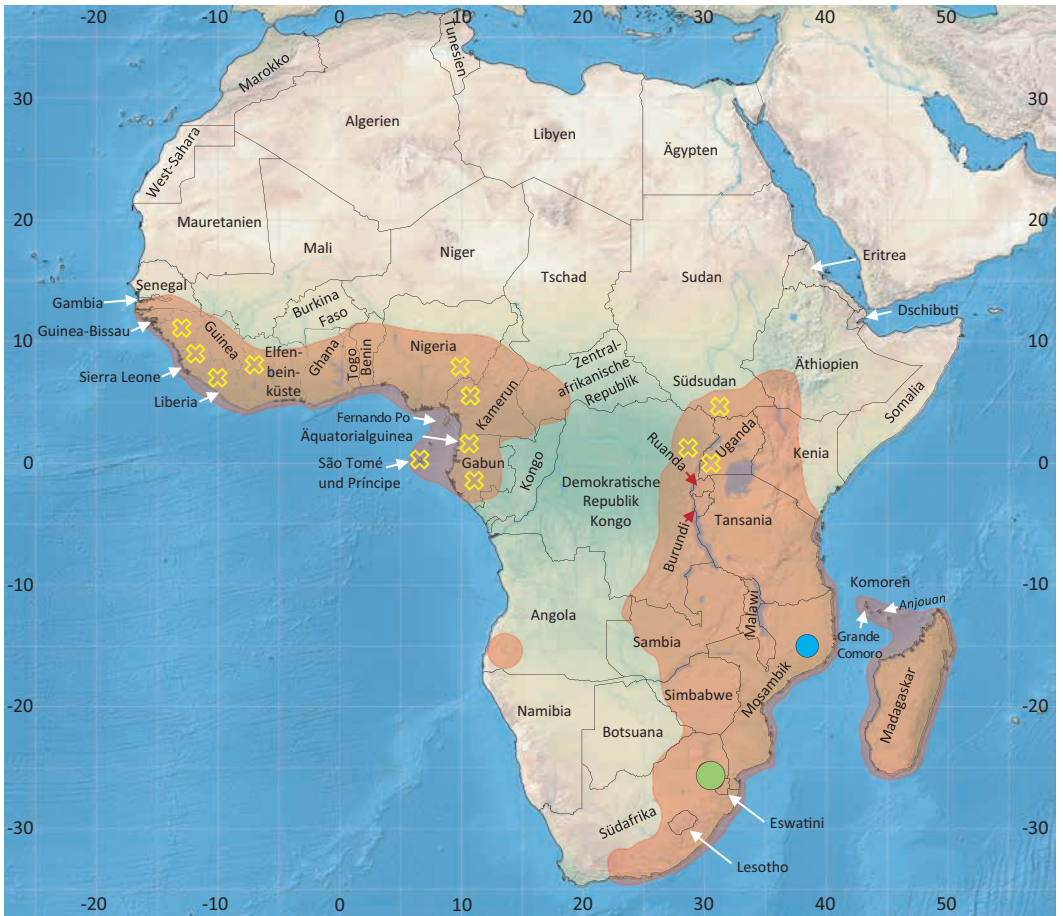 -20
-10
0
10
20
30
40
50
Marokko
Tunesien
30
30
Algerien
Libyen
Ägypten
West-Sahara
20
20
Mauretanien
Mali
Niger
Tschad
Sudan
Eritrea
Senegal
Gambia
Dschibuti
Burkina
Faso
Guinea-Bissau
Guinea
10
10
Elfen-
bein-
küste
Ghana
Togo
Benin
Nigeria
Zentral-
afrikanische
Republik
Südsudan
Äthiopien
Somalia
Sierra Leone
Liberia
Kamerun
Fernando Po
Äquatorialguinea
São Tomé
und Príncipe
0
0
Gabun
Kongo
Demokratische
Republik
Kongo
Ruanda
Uganda
Kenia
Burundi
Tansania
-10
-10
Komoren
Anjouan
Grande
Comoro
Angola
Sambia
Malawi
Mosambik
Madagaskar
Simbabwe
-20
-20
Namibia
Botsuana
Südafrika
Eswatini
Lesotho
-30
-30
-20
-10
0
10
20
30
40
50